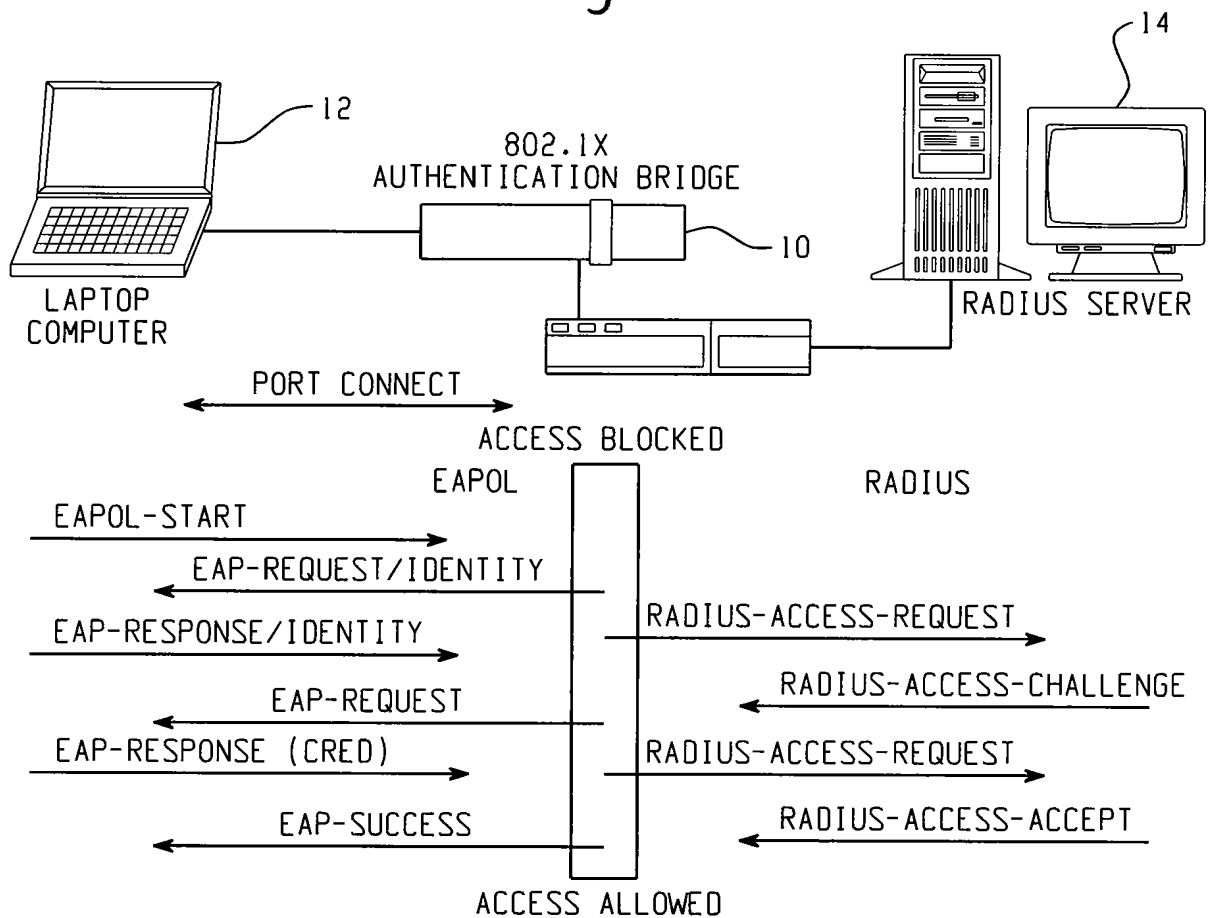 14
12
802.1X
AUTHENTICATION BRIDGE
10
LAPTOP
COMPUTER
RADIUS SERVER
PORT CONNECT
ACCESS BLOCKED
EAPOL
RADIUS
EAPOL-START
EAP-REQUEST/IDENTITY
RADIUS-ACCESS-REQUEST
EAP-RESPONSE/IDENTITY
RADIUS-ACCESS-CHALLENGE
EAP-REQUEST
EAP-RESPONSE (CRED)
RADIUS-ACCESS-REQUEST
EAP-SUCCESS
RADIUS-ACCESS-ACCEPT
ACCESS ALLOWED